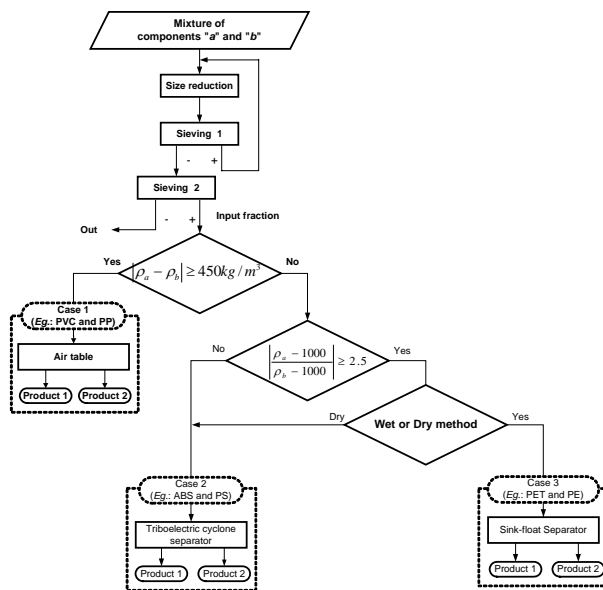 Mixture of
components "a" and "b"
Size reduction
Sieving 1
- +
Sieving 2
- +
Input fraction
Out
|ρa − ρb| ≥ 450kg / m³
Yes
No
Case 1
(Eg.: PVC and PP)
Air table
Product 1
Product 2
|ρa − 1000 / ρb − 1000| ≥ 2.5
No
Yes
Wet or Dry method
Dry
Yes
Case 2
(Eg.: ABS and PS)
Triboelectric cyclone
separator
Product 1
Product 2
Case 3
(Eg.: PET and PE)
Sink-float Separator
Product 1
Product 2